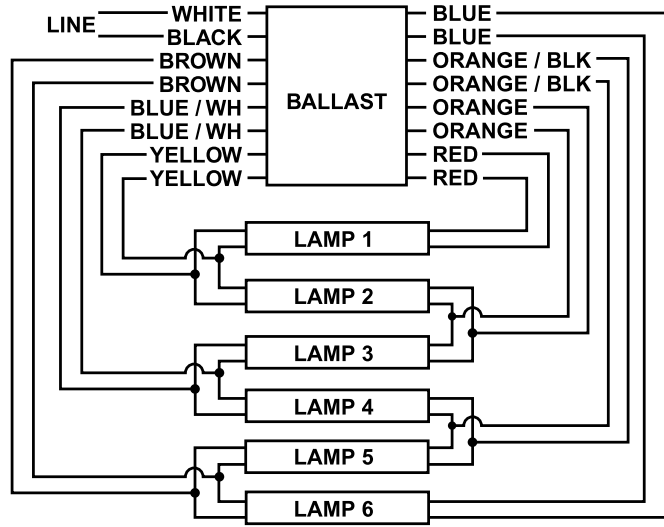 LINE
WHITE
BLACK
BROWN
BROWN
BLUE / WH
BLUE / WH
YELLOW
YELLOW
BALLAST
BLUE
BLUE
ORANGE / BLK
ORANGE / BLK
ORANGE
ORANGE
RED
RED
LAMP 1
LAMP 2
LAMP 3
LAMP 4
LAMP 5
LAMP 6